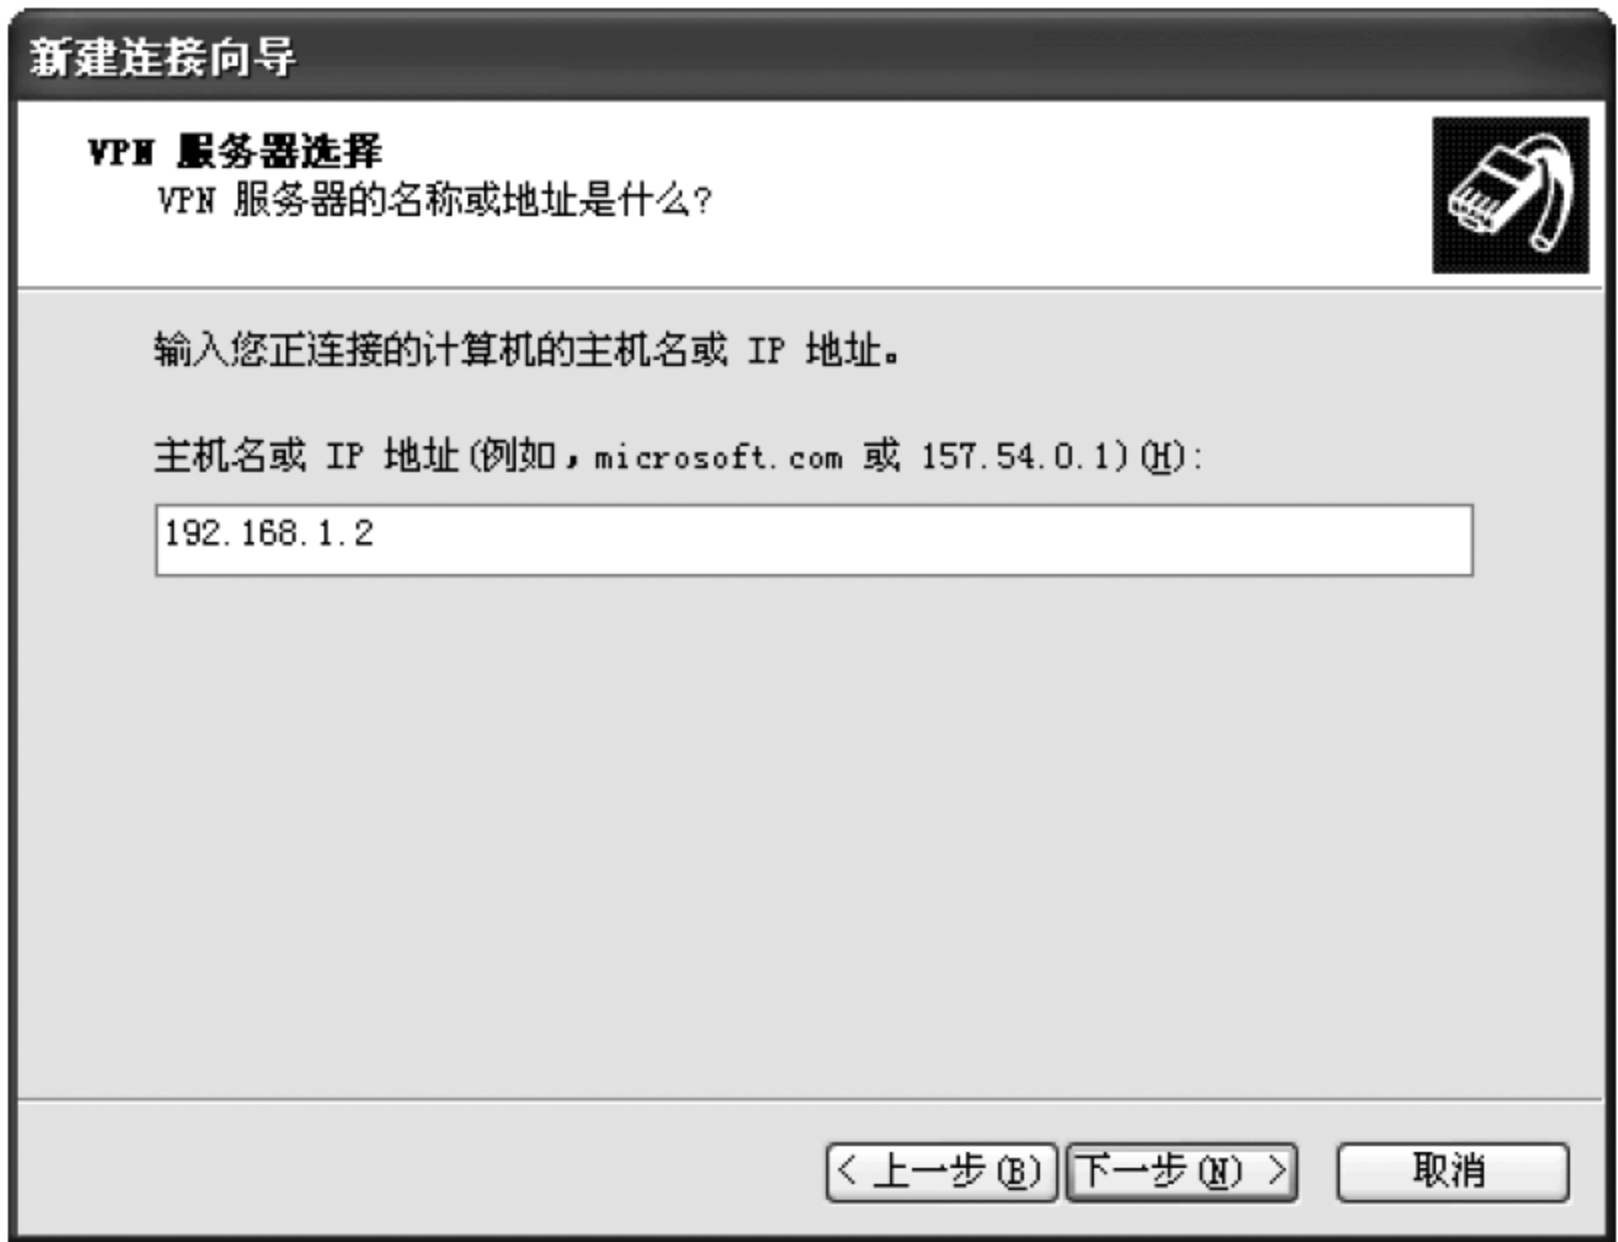 新建连接向导
VPN 服务器选择
VPN 服务器的名称或地址是什么?
输入您正连接的计算机的主机名或 IP 地址。
主机名或 IP 地址(例如，microsoft.com 或 157.54.0.1)(H):
192.168.1.2
< 上一步(B) 下一步(N) > 取消